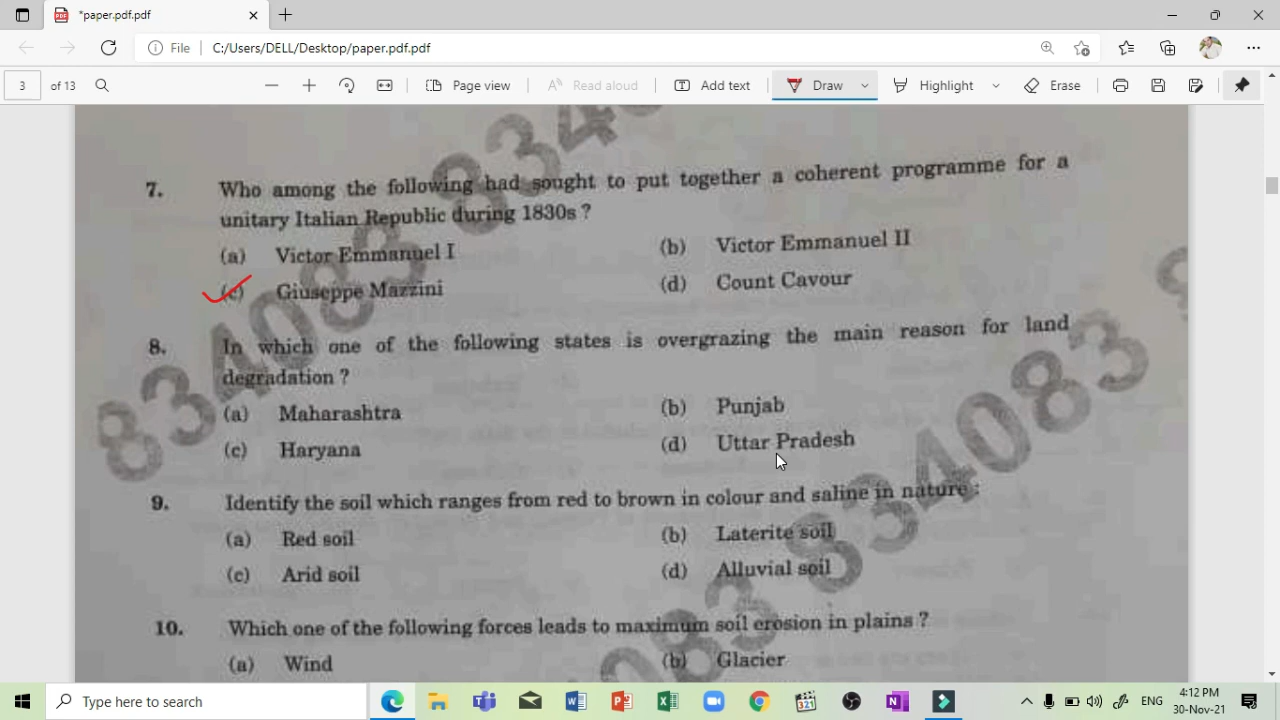 *paper.pdf.pdf
File C:/Users/DELL/Desktop/paper.pdf.pdf
3 of 13 Page view Read aloud Add text Draw Highlight Erase
83408
83408
7. Who among the following had sought to put together a coherent programme for a
unitary Italian Republic during 1830s ?
(a) Victor Emmanuel I (b) Victor Emmanuel II
(c) Giuseppe Mazzini (d) Count Cavour
8. In which one of the following states is overgrazing the main reason for land
degradation ?
(a) Maharashtra (b) Punjab
(c) Haryana (d) Uttar Pradesh
9. Identify the soil which ranges from red to brown in colour and saline in nature :
(a) Red soil (b) Laterite soil
(c) Arid soil (d) Alluvial soil
10. Which one of the following forces leads to maximum soil erosion in plains ?
(a) Wind (b) Glacier
Type here to search ENG 4:12 PM
30-Nov-21